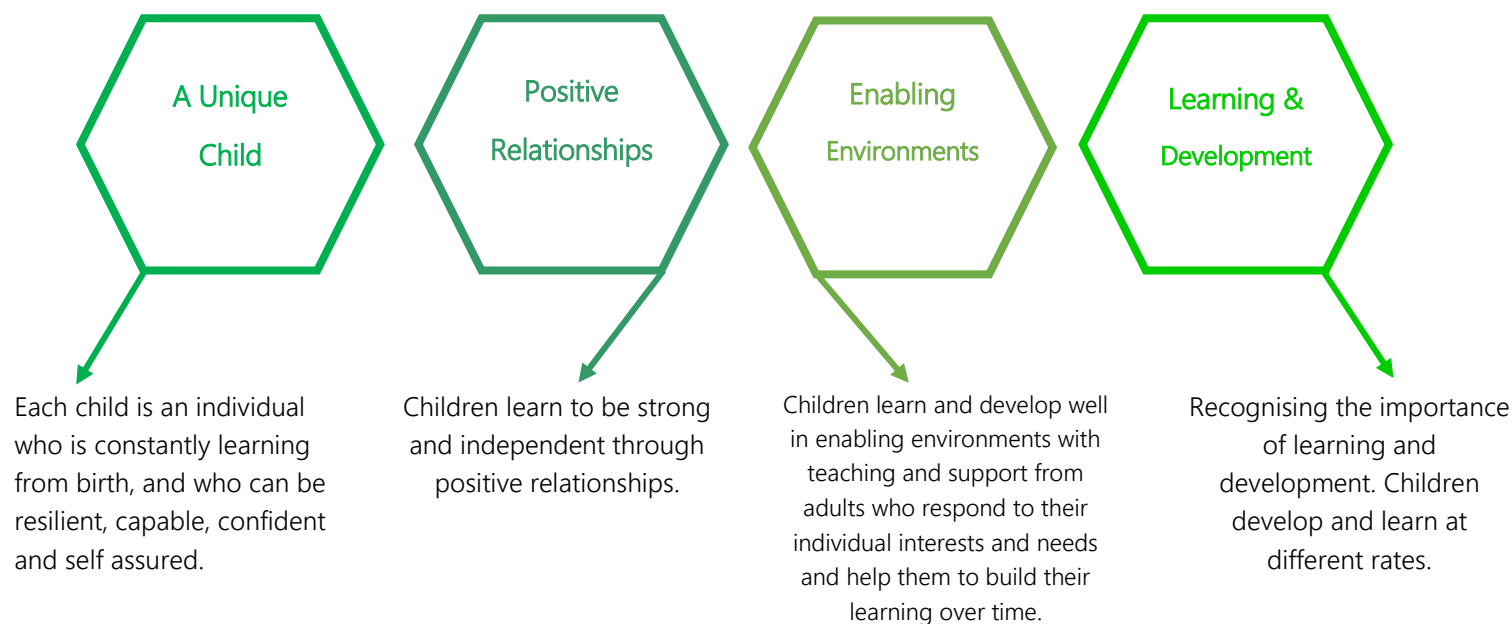 A Unique
Child
Positive
Relationships
Enabling
Environments
Learning &
Development
Each child is an individual
who is constantly learning
from birth, and who can be
resilient, capable, confident
and self assured.
Children learn to be strong
and independent through
positive relationships.
Children learn and develop well
in enabling environments with
teaching and support from
adults who respond to their
individual interests and needs
and help them to build their
learning over time.
Recognising the importance
of learning and
development. Children
develop and learn at
different rates.